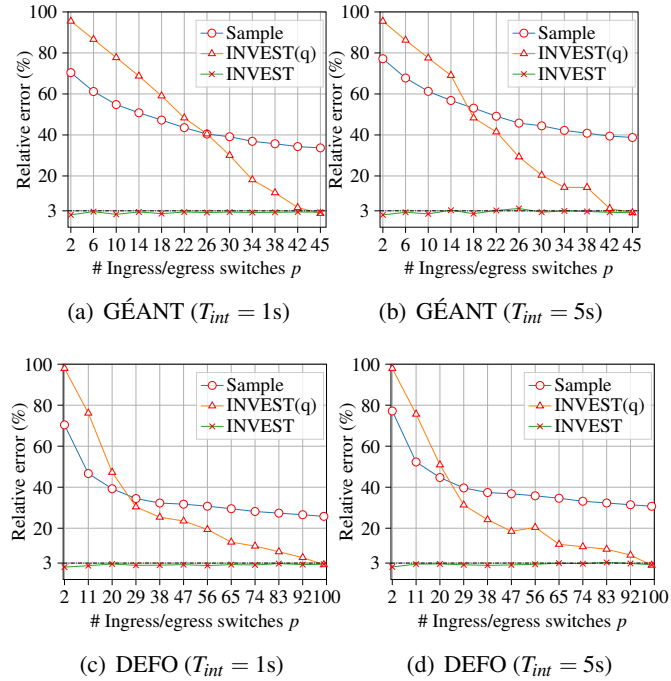 100
80
60
40
20
3
Relative error (%)
Sample
INVEST(q)
INVEST
2 6 10 14 18 22 26 30 34 38 42 45
# Ingress/egress switches p
(a) GÉANT (T_int = 1s)
100
80
60
40
20
3
Relative error (%)
Sample
INVEST(q)
INVEST
2 6 10 14 18 22 26 30 34 38 42 45
# Ingress/egress switches p
(b) GÉANT (T_int = 5s)
100
80
60
40
20
3
Relative error (%)
Sample
INVEST(q)
INVEST
2 11 20 29 38 47 56 65 74 83 92 100
# Ingress/egress switches p
(c) DEFO (T_int = 1s)
100
80
60
40
20
3
Relative error (%)
Sample
INVEST(q)
INVEST
2 11 20 29 38 47 56 65 74 83 92 100
# Ingress/egress switches p
(d) DEFO (T_int = 5s)